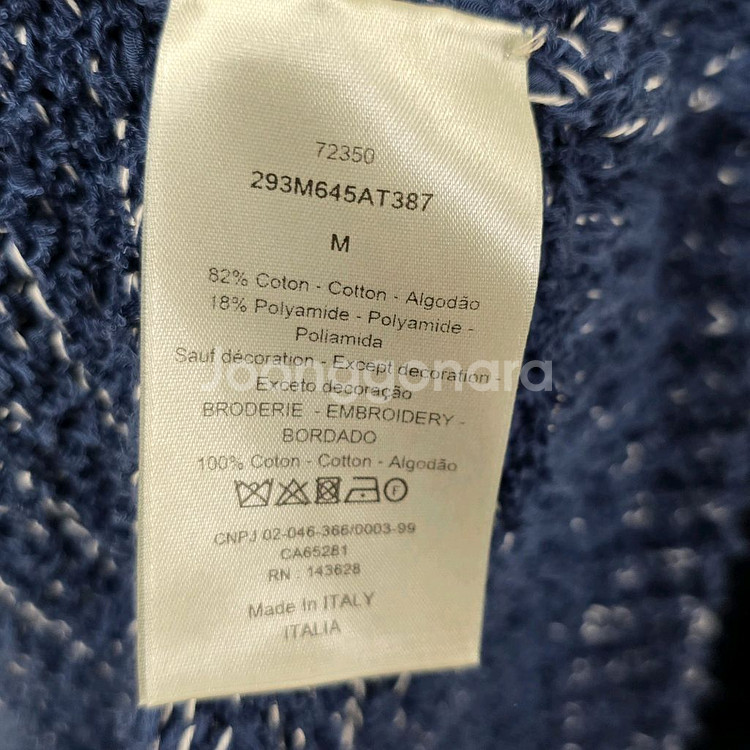 72350
293M645AT387
M
82% Coton - Cotton - Algodão
18% Polyamide - Polyamide -
Poliamida
Sauf décoration - Except decoration -
Joonggonara
Exceto decoração
BRODERIE - EMBROIDERY -
BORDADO
100% Coton - Cotton - Algodão
F
CNPJ 02-046-366/0003-99
CA65281
RN : 143628
Made In ITALY
ITALIA